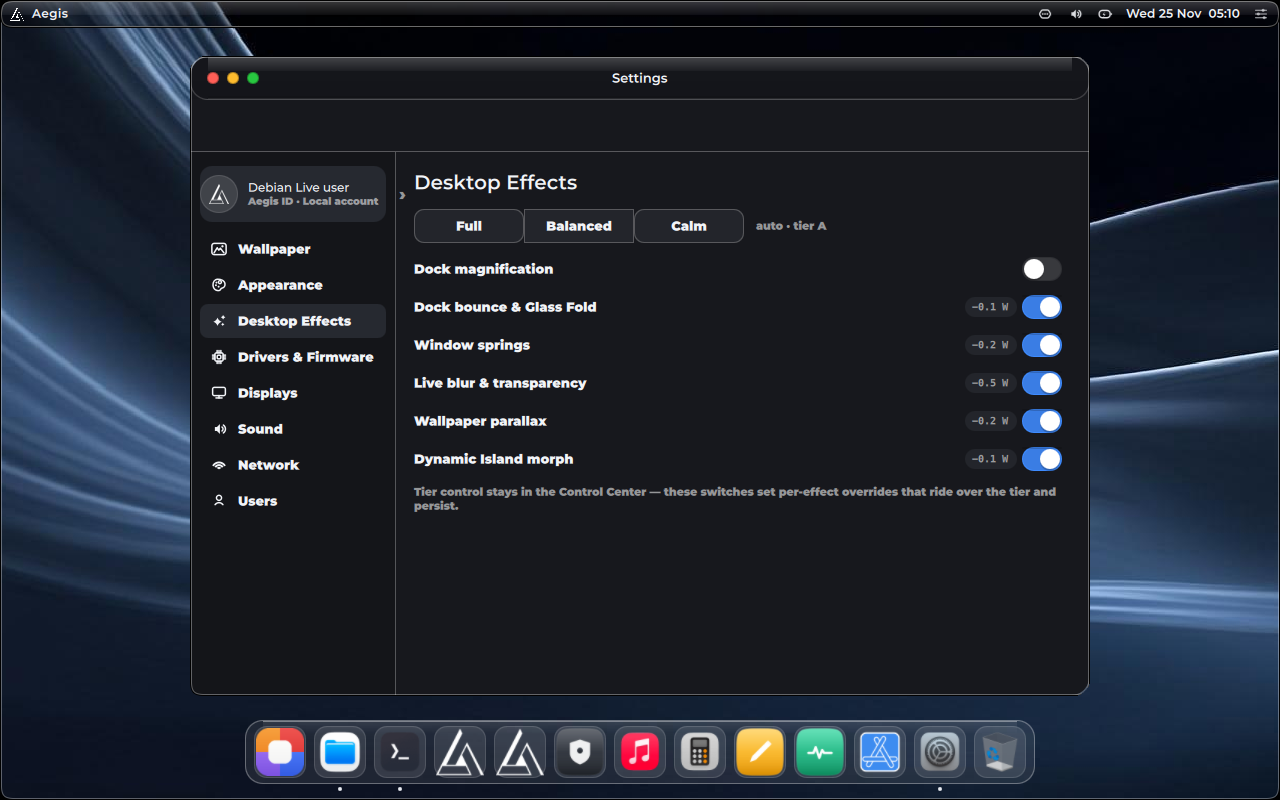 Aegis
Wed 25 Nov 05:10
Settings
Debian Live user
Aegis ID • Local account
Wallpaper
Appearance
Desktop Effects
Drivers & Firmware
Displays
Sound
Network
Users
Desktop Effects
Full
Balanced
Calm
auto • tier A
Dock magnification
Dock bounce & Glass Fold
−0.1 W
Window springs
−0.2 W
Live blur & transparency
−0.5 W
Wallpaper parallax
−0.2 W
Dynamic Island morph
−0.1 W
Tier control stays in the Control Center — these switches set per-effect overrides that ride over the tier and
persist.